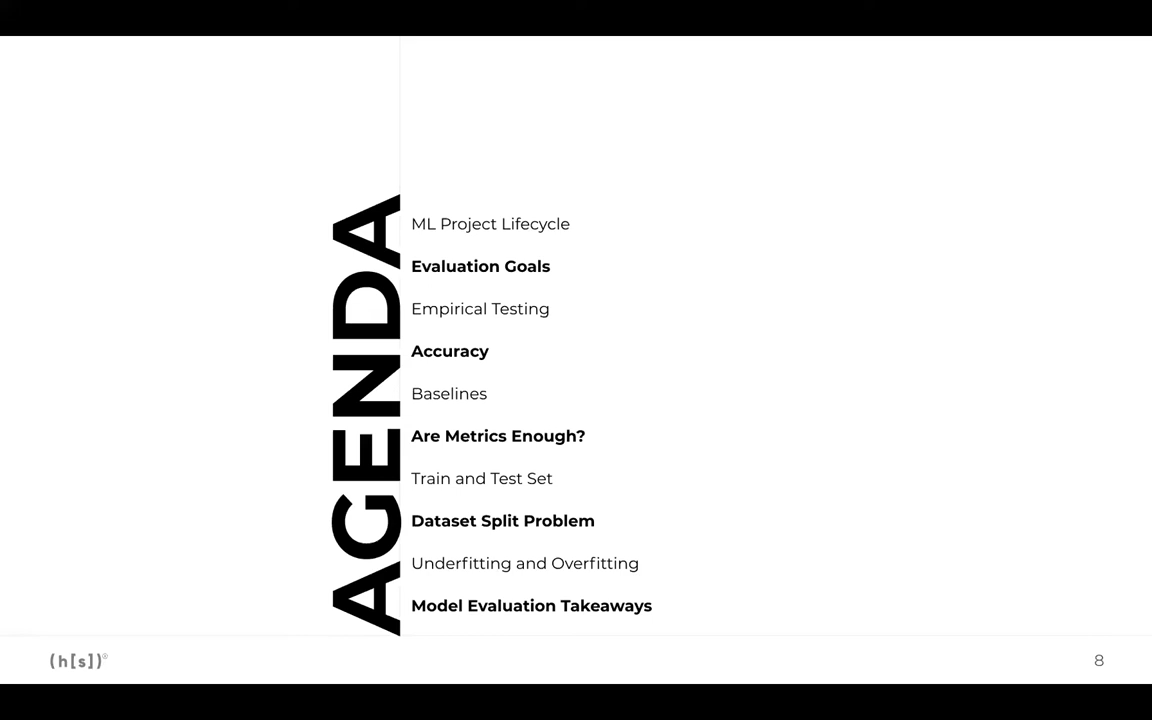 AGENDA
ML Project Lifecycle
Evaluation Goals
Empirical Testing
Accuracy
Baselines
Are Metrics Enough?
Train and Test Set
Dataset Split Problem
Underfitting and Overfitting
Model Evaluation Takeaways
(h[s])®
8